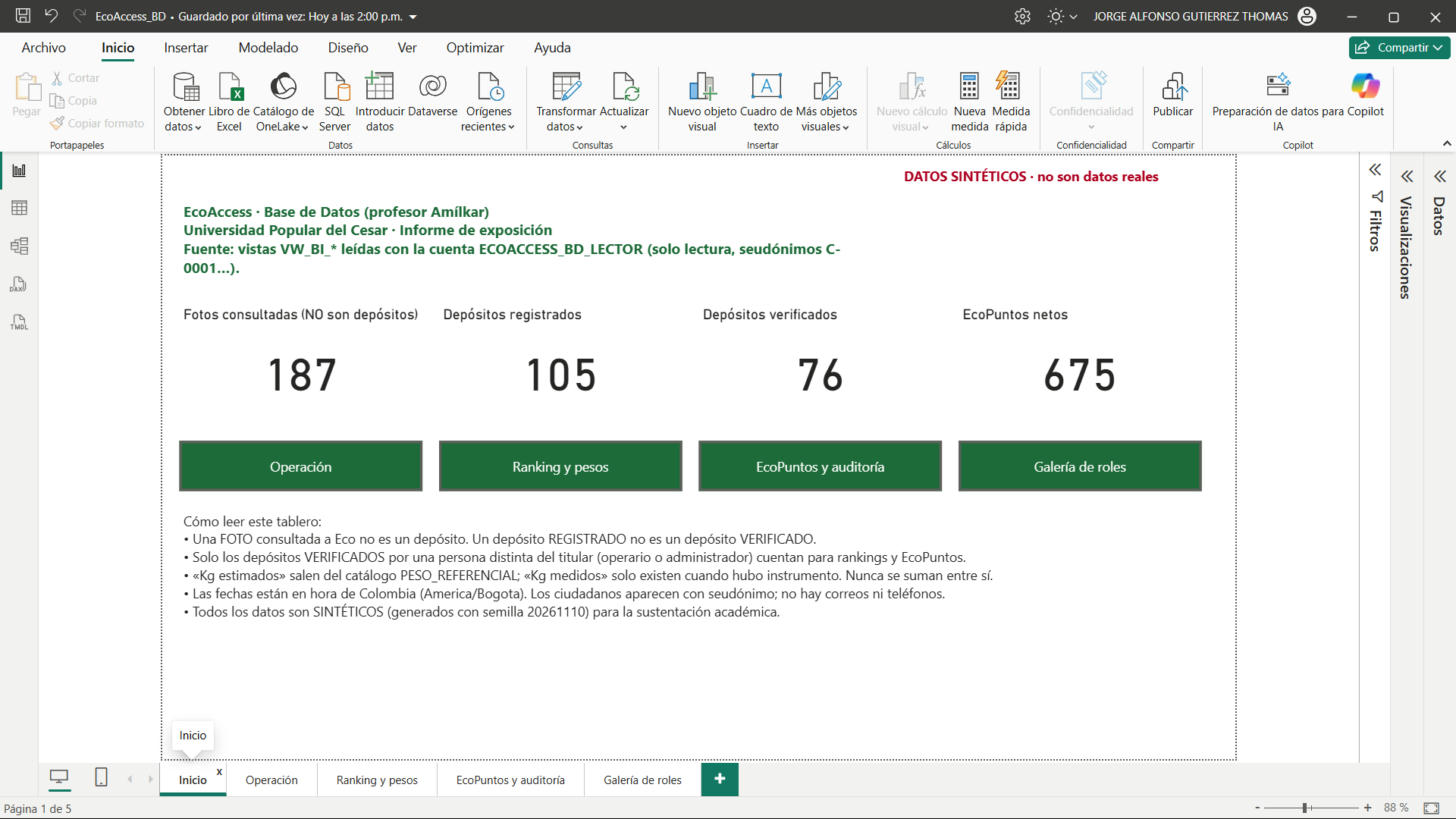 EcoAccess_BD • Guardado por última vez: Hoy a las 2:00 p.m.
JORGE ALFONSO GUTIERREZ THOMAS
Archivo
Inicio
Insertar
Modelado
Diseño
Ver
Optimizar
Ayuda
Compartir
Pegar
Cortar
Copia
Copiar formato
Portapapeles
Obtener
datos
Libro de
Excel
Catálogo de
OneLake
SQL
Server
Introducir
datos
Dataverse
Orígenes
recientes
Datos
Transformar
datos
Actualizar
Consultas
Nuevo objeto
visual
Cuadro de
texto
Más objetos
visuales
Insertar
Nuevo cálculo
visual
Nueva
medida
Medida
rápida
Cálculos
Confidencialidad
Confidencialidad
Publicar
Compartir
Preparación de datos para
IA
Copilot
Copilot
DAX
TMDL
DATOS SINTÉTICOS · no son datos reales
EcoAccess · Base de Datos (profesor Amílkar)
Universidad Popular del Cesar · Informe de exposición
Fuente: vistas VW_BI_* leídas con la cuenta ECOACCESS_BD_LECTOR (solo lectura, seudónimos C-
0001...).
Fotos consultadas (NO son depósitos)
187
Depósitos registrados
105
Depósitos verificados
76
EcoPuntos netos
675
Operación
Ranking y pesos
EcoPuntos y auditoría
Galería de roles
Cómo leer este tablero:
• Una FOTO consultada a Eco no es un depósito. Un depósito REGISTRADO no es un depósito VERIFICADO.
• Solo los depósitos VERIFICADOS por una persona distinta del titular (operario o administrador) cuentan para rankings y EcoPuntos.
• «Kg estimados» salen del catálogo PESO_REFERENCIAL; «Kg medidos» solo existen cuando hubo instrumento. Nunca se suman entre sí.
• Las fechas están en hora de Colombia (America/Bogota). Los ciudadanos aparecen con seudónimo; no hay correos ni teléfonos.
• Todos los datos son SINTÉTICOS (generados con semilla 20261110) para la sustentación académica.
Filtros
Visualizaciones
Datos
Inicio
Inicio
x
Operación
Ranking y pesos
EcoPuntos y auditoría
Galería de roles
+
Página 1 de 5
- + 88 %